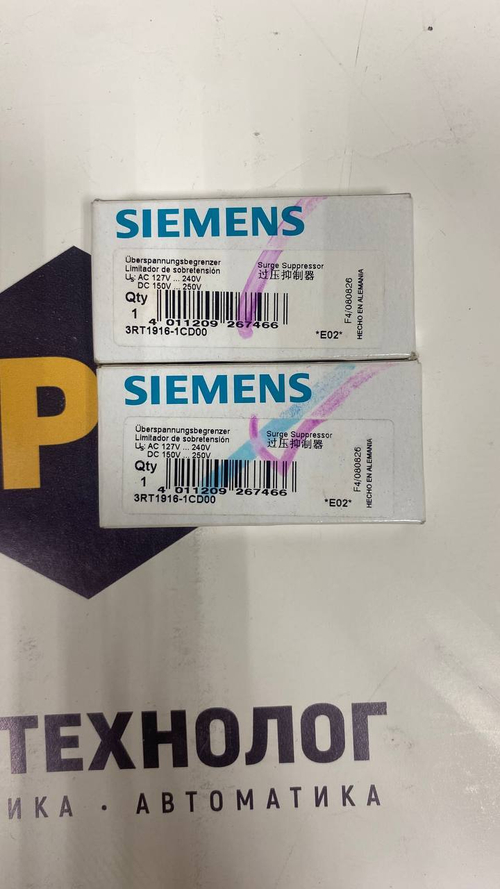 SIEMENS
Überspannungsbegrenzer
Limitador de sobretensión
Us: AC 127V ... 240V
DC 150V ... 250V
Surge Suppressor
过压抑制器
Qty
1
4 011209 267466
3RT1916-1CD00
*E02*
F4/080826
HECHO EN ALEMANIA
SIEMENS
Überspannungsbegrenzer
Limitador de sobretensión
Us: AC 127V ... 240V
DC 150V ... 250V
Surge Suppressor
过压抑制器
Qty
1
4 011209 267466
3RT1916-1CD00
*E02*
F4/080826
HECHO EN ALEMANIA
Р
ТЕХНОЛОГ
ИКА · АВТОМАТИКА